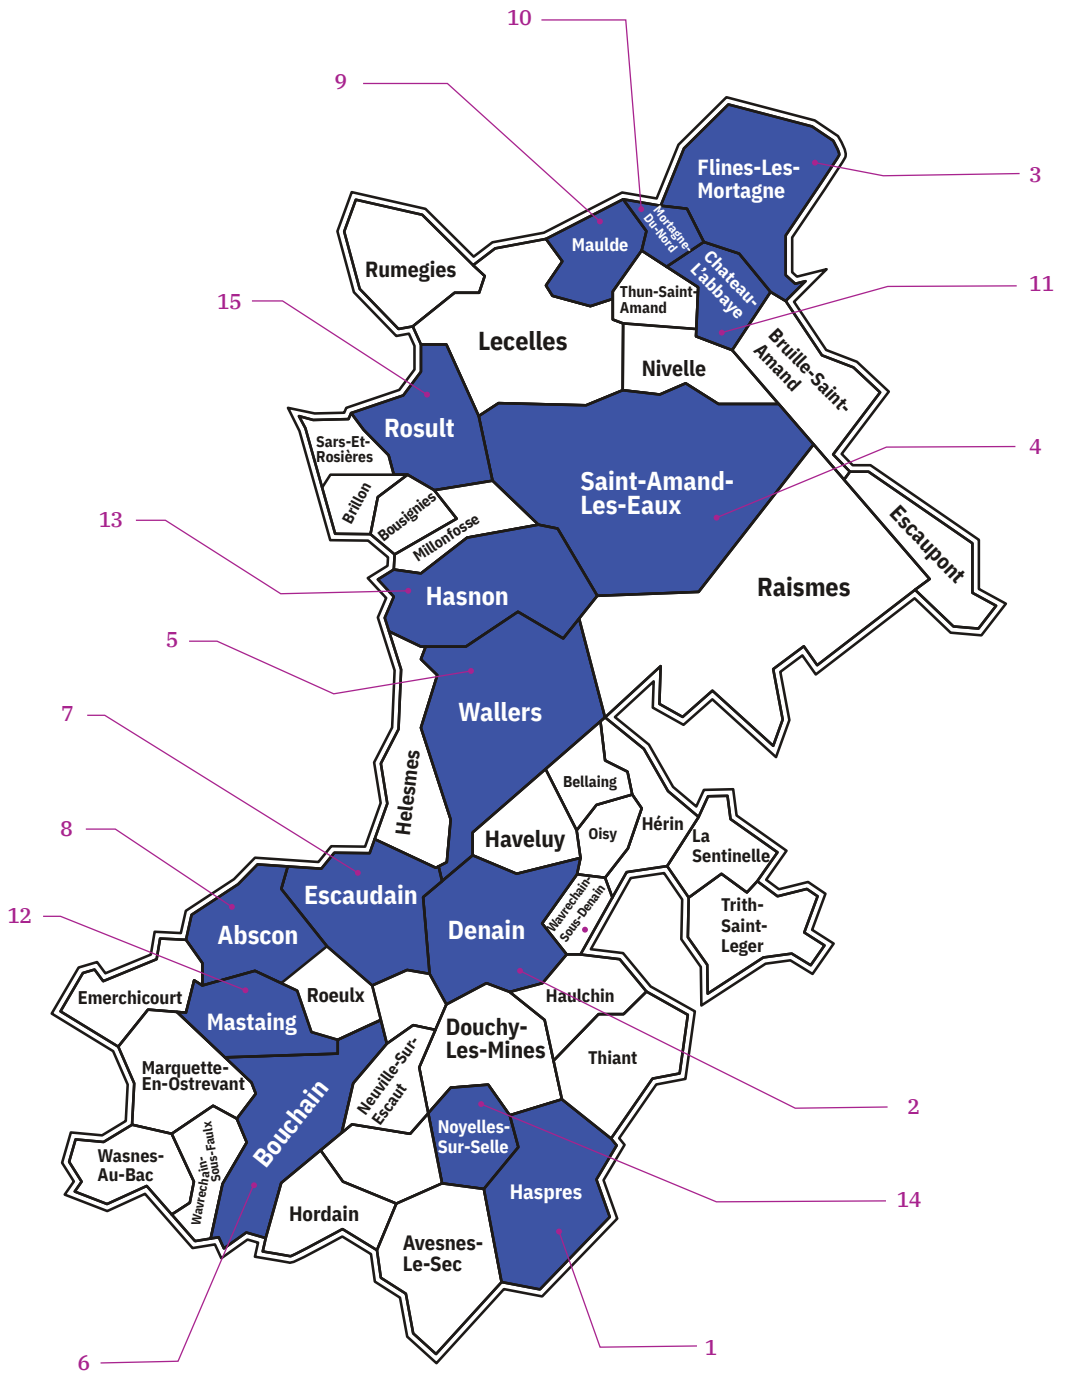 10
9
Flines-Les-
Mortagne
3
Mortagne-
Du-Nord
Maulde
Rumegies
Chateau-
L'abbaye
11
15
Thun-Saint-
Amand
Lecelles
Bruille-Saint-
Amand
Nivelle
Rosult
Sars-Et-
Rosières
4
Saint-Amand-
Les-Eaux
Brillon
Bousignies
13
Millonfosse
Escaupont
Raismes
Hasnon
5
7
Wallers
Helesmes
Bellaing
8
Haveluy
Oisy
Hérin
La
Sentinelle
Escaudain
12
Abscon
Denain
Wavrechain-
Sous-Denain
Trith-
Saint-
Leger
Emerchicourt
Roeulx
Haulchin
Mastaing
Douchy-
Les-Mines
Thiant
Marquette-
En-Ostrevant
Neuville-Sur-
Escaut
2
Bouchain
Noyelles-
Sur-Selle
Wasnes-
Au-Bac
Wavrechain-
Sous-Faulx
Haspres
14
Hordain
Avesnes-
Le-Sec
6
1